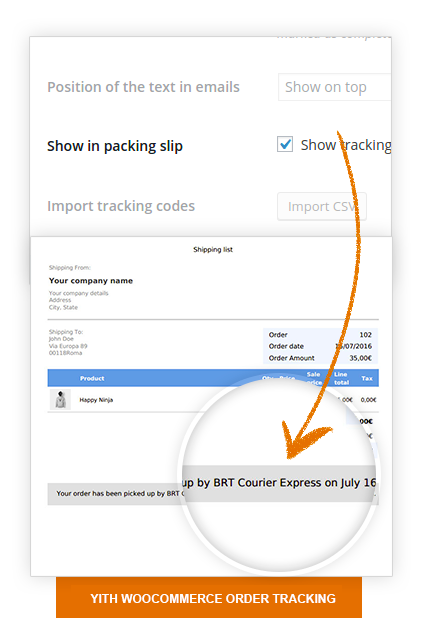 Position of the text in emails Show on top
Show in packing slip Show tracking
Import tracking codes Import CSV
Shipping list
Shipping From:
Your company name
Your company details
Address
City, State
Shipping To:
John Doe
Via Europa 89
00118Roma
Order 102
Order date 15/07/2016
Order Amount 35,00€
Product Sale price Line total Tax
Happy Ninja 0,00€
Your order has been picked up by BRT
up by BRT Courier Express on July 16
YITH WOOCOMMERCE ORDER TRACKING